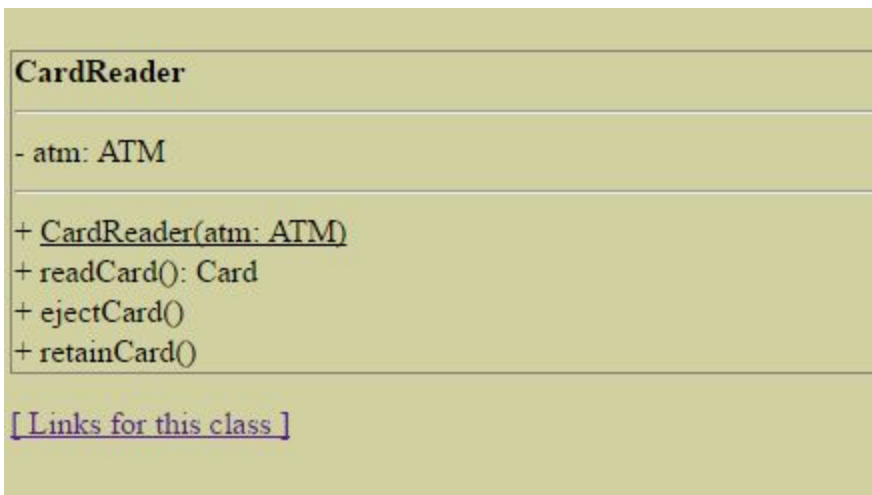 CardReader
- atm: ATM
+ CardReader(atm: ATM)
+ readCard(): Card
+ ejectCard()
+ retainCard()
[ Links for this class ]